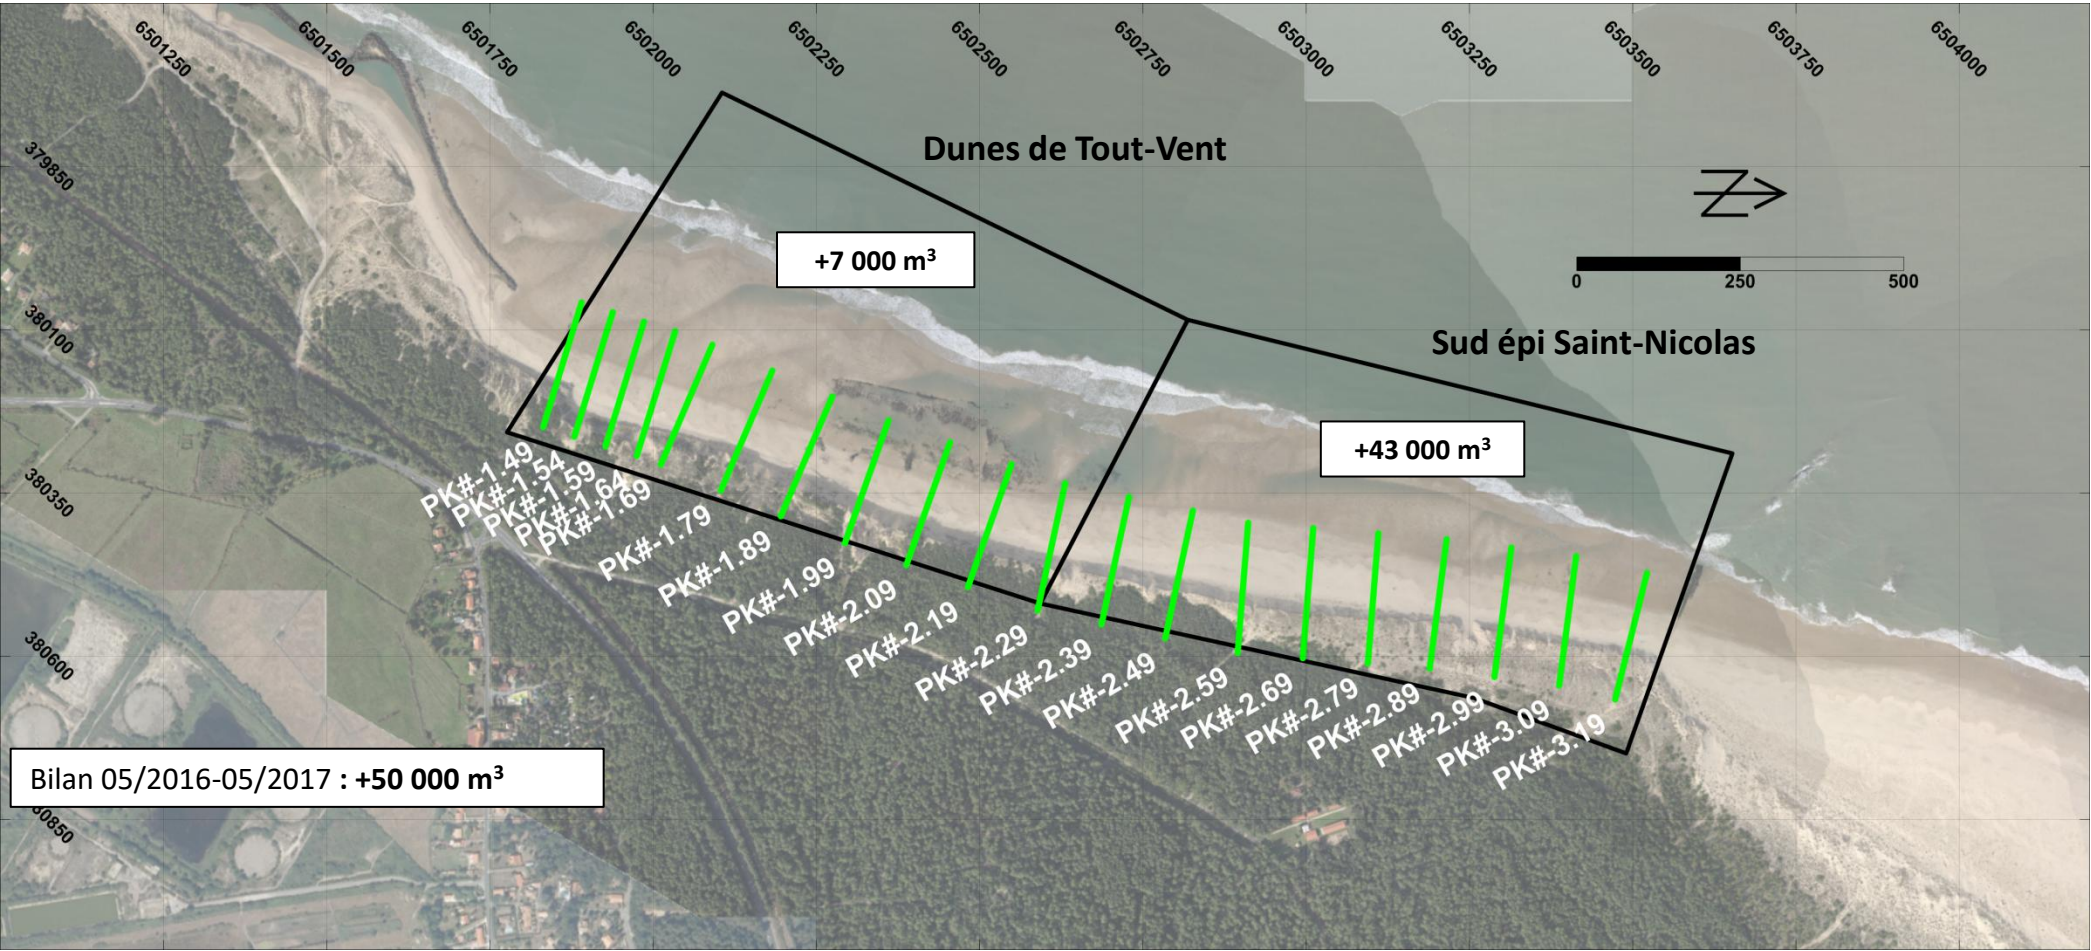 6501250
6501500
6501750
6502000
6502250
6502500
6502750
6503000
6503250
6503500
6503750
6504000
379850
380100
380350
380600
80850
Dunes de Tout-Vent
+7 000 m³
N
0 250 500
Sud épi Saint-Nicolas
+43 000 m³
PK#-1.49
PK#-1.54
PK#-1.59
PK#-1.64
PK#-1.69
PK#-1.79
PK#-1.89
PK#-1.99
PK#-2.09
PK#-2.19
PK#-2.29
PK#-2.39
PK#-2.49
PK#-2.59
PK#-2.69
PK#-2.79
PK#-2.89
PK#-2.99
PK#-3.09
PK#-3.19
Bilan 05/2016-05/2017 : +50 000 m³